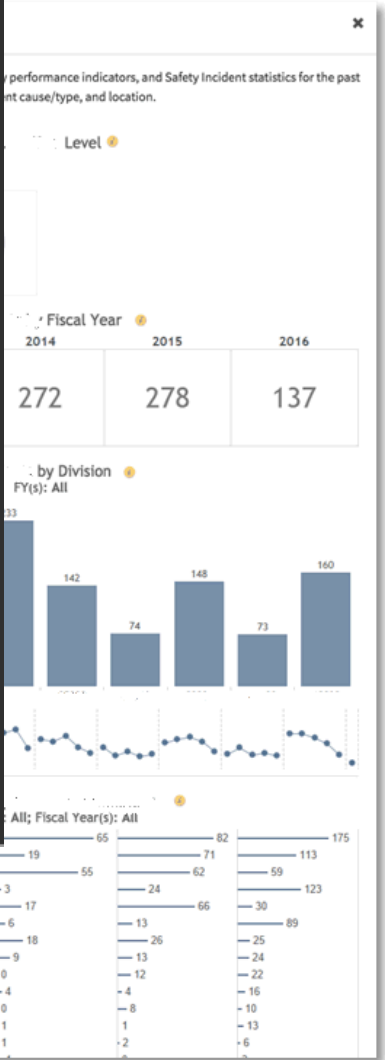 ×
performance indicators, and Safety Incident statistics for the past
cause/type, and location.
Level
Fiscal Year
2014 2015 2016
272 278 137
by Division
FY(s): All
142 74 148 73 160
All; Fiscal Year(s): All
65 82 175
19 71 113
55 62 59
3 24 123
17 66 30
6 13 89
18 26 25
9 13 24
0 12 22
4 4 16
0 8 10
1 1 13
1 2 6